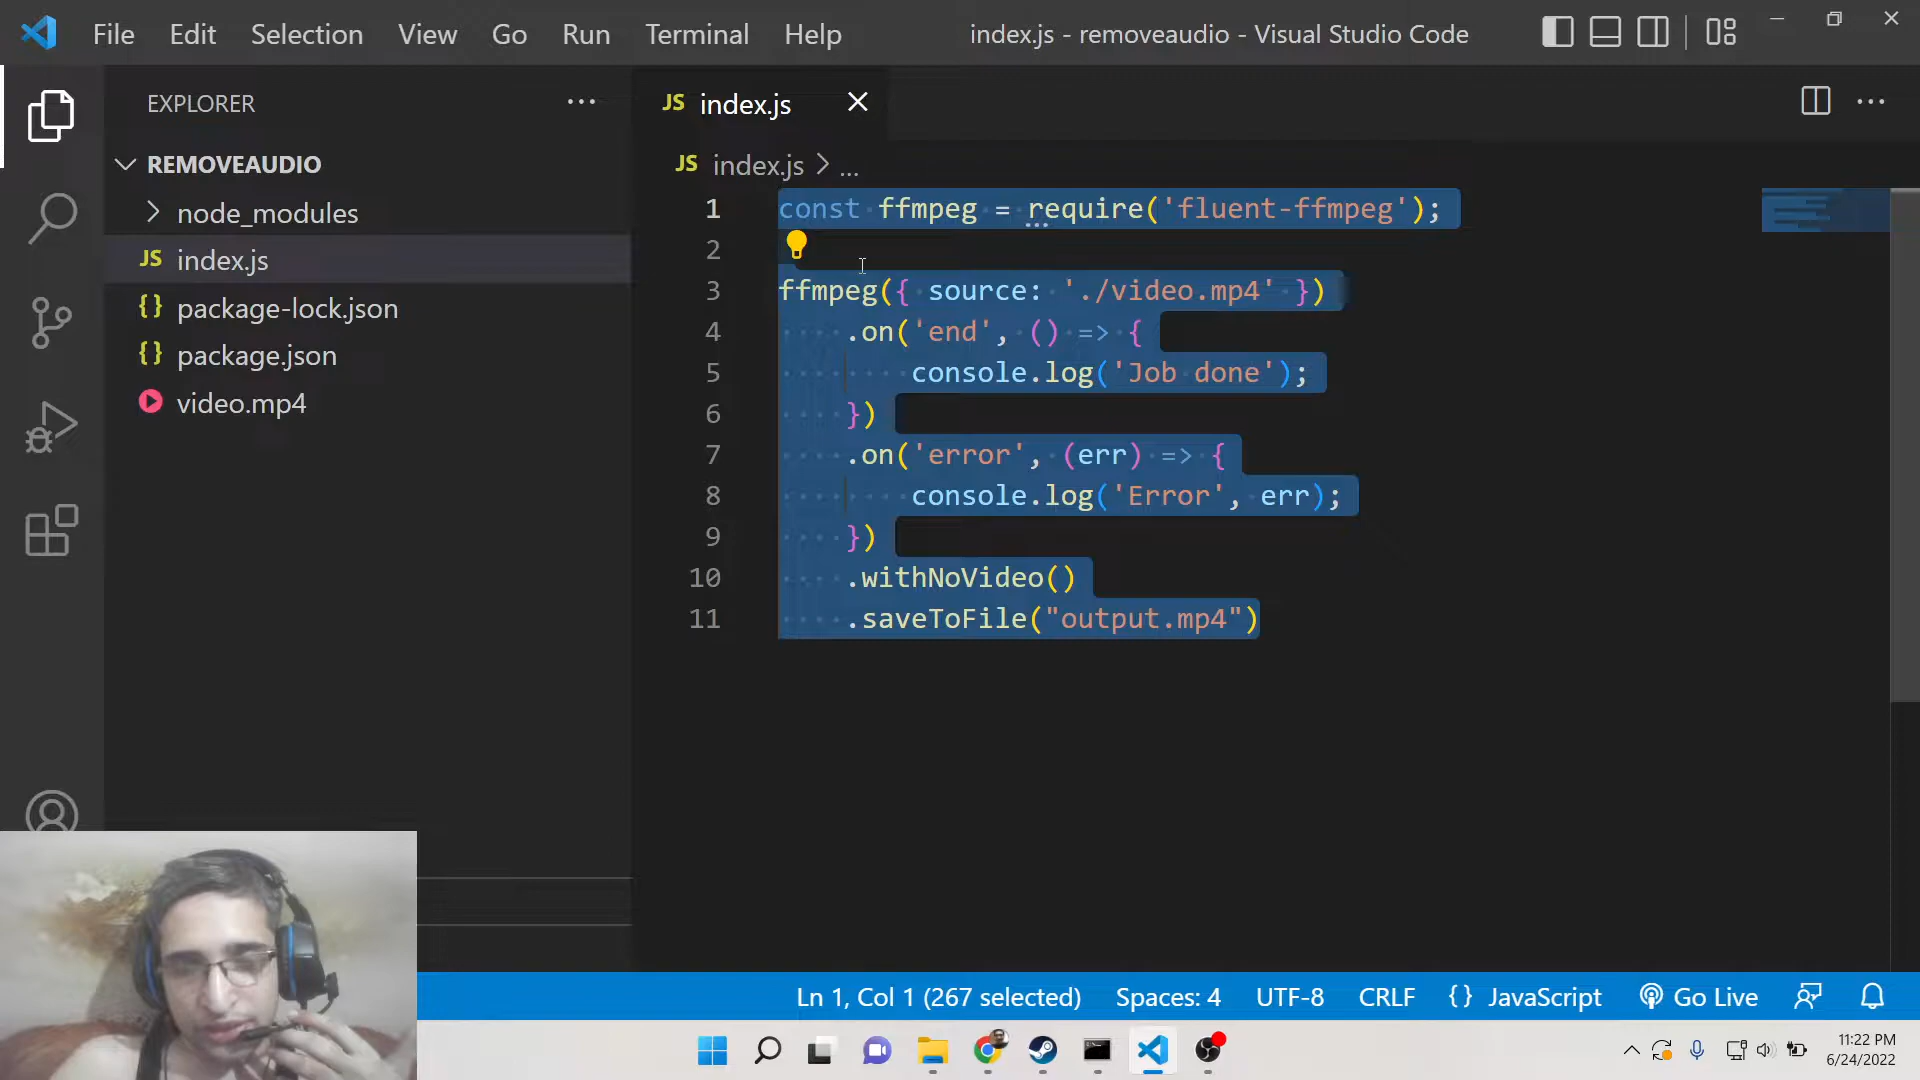 File Edit Selection View Go Run Terminal Help
index.js - removeaudio - Visual Studio Code
EXPLORER
REMOVEAUDIO
node_modules
JS index.js
{} package-lock.json
{} package.json
video.mp4
JS index.js
JS index.js > ...
1 const ffmpeg = require('fluent-ffmpeg');
2
3 ffmpeg({ source: './video.mp4' })
4 .on('end', () => {
5 console.log('Job done');
6 })
7 .on('error', (err) => {
8 console.log('Error', err);
9 })
10 .withNoVideo()
11 .saveToFile("output.mp4")
Ln 1, Col 1 (267 selected) Spaces: 4 UTF-8 CRLF {} JavaScript Go Live
11:22 PM
6/24/2022